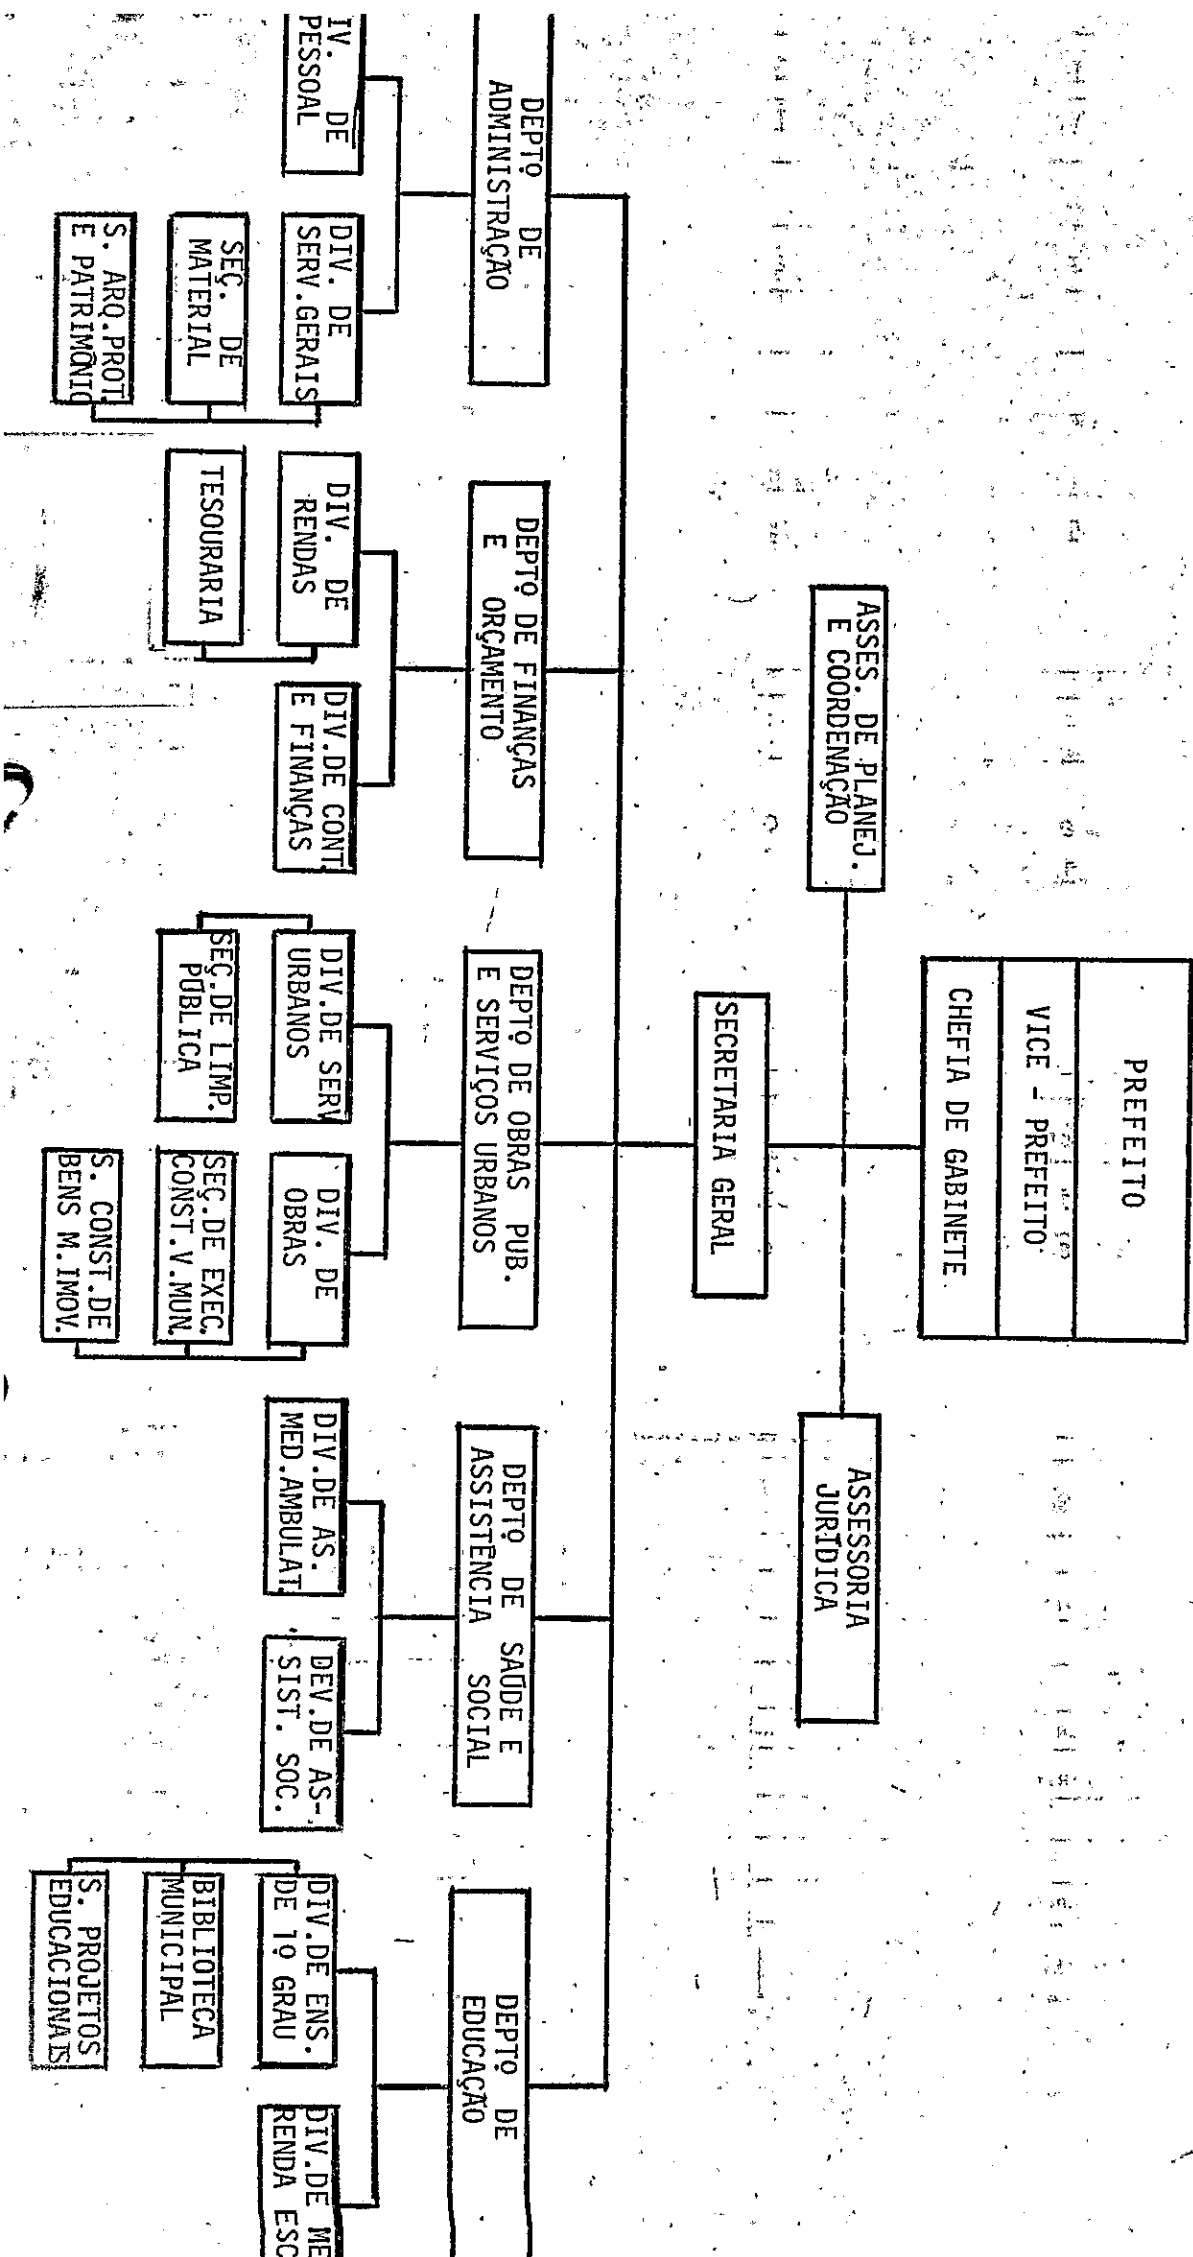 PREFEITO
VICE - PREFEITO
CHEFIA DE GABINETE
ASSES. DE PLANEJ.
E COORDENAÇÃO
ASSESSORIA
JURÍDICA
SECRETARIA GERAL
DEPTO DE
ADMINISTRAÇÃO
IV. DE
PESSOAL
DIV. DE
SERV.GERAIS
SEÇ. DE
MATERIAL
S. ARQ.PROT.
E PATRIMÔNIO
DEPTO DE FINANÇAS
E ORÇAMENTO
DIV. DE
RENDAS
TESOURARIA
DIV.DE CONT.
E FINANÇAS
DEPTO DE OBRAS PUB.
E SERVIÇOS URBANOS
DIV.DE SERV
URBANOS
SEÇ.DE LIMP.
PÚBLICA
DIV. DE
OBRAS
SEÇ.DE EXEC.
CONST.V.MUN.
S. CONST.DE
BENS M.IMOV.
DEPTO DE SAÚDE E
ASSISTÊNCIA SOCIAL
DIV.DE AS.
MED.AMBULAT.
DEV.DE AS-
SIST. SOC.
DEPTO DE
EDUCAÇÃO
DIV.DE ENS.
DE 1º GRAU
BIBLIOTECA
MUNICIPAL
S. PROJETOS
EDUCACIONAIS
DIV.DE ME
RENDA ESC